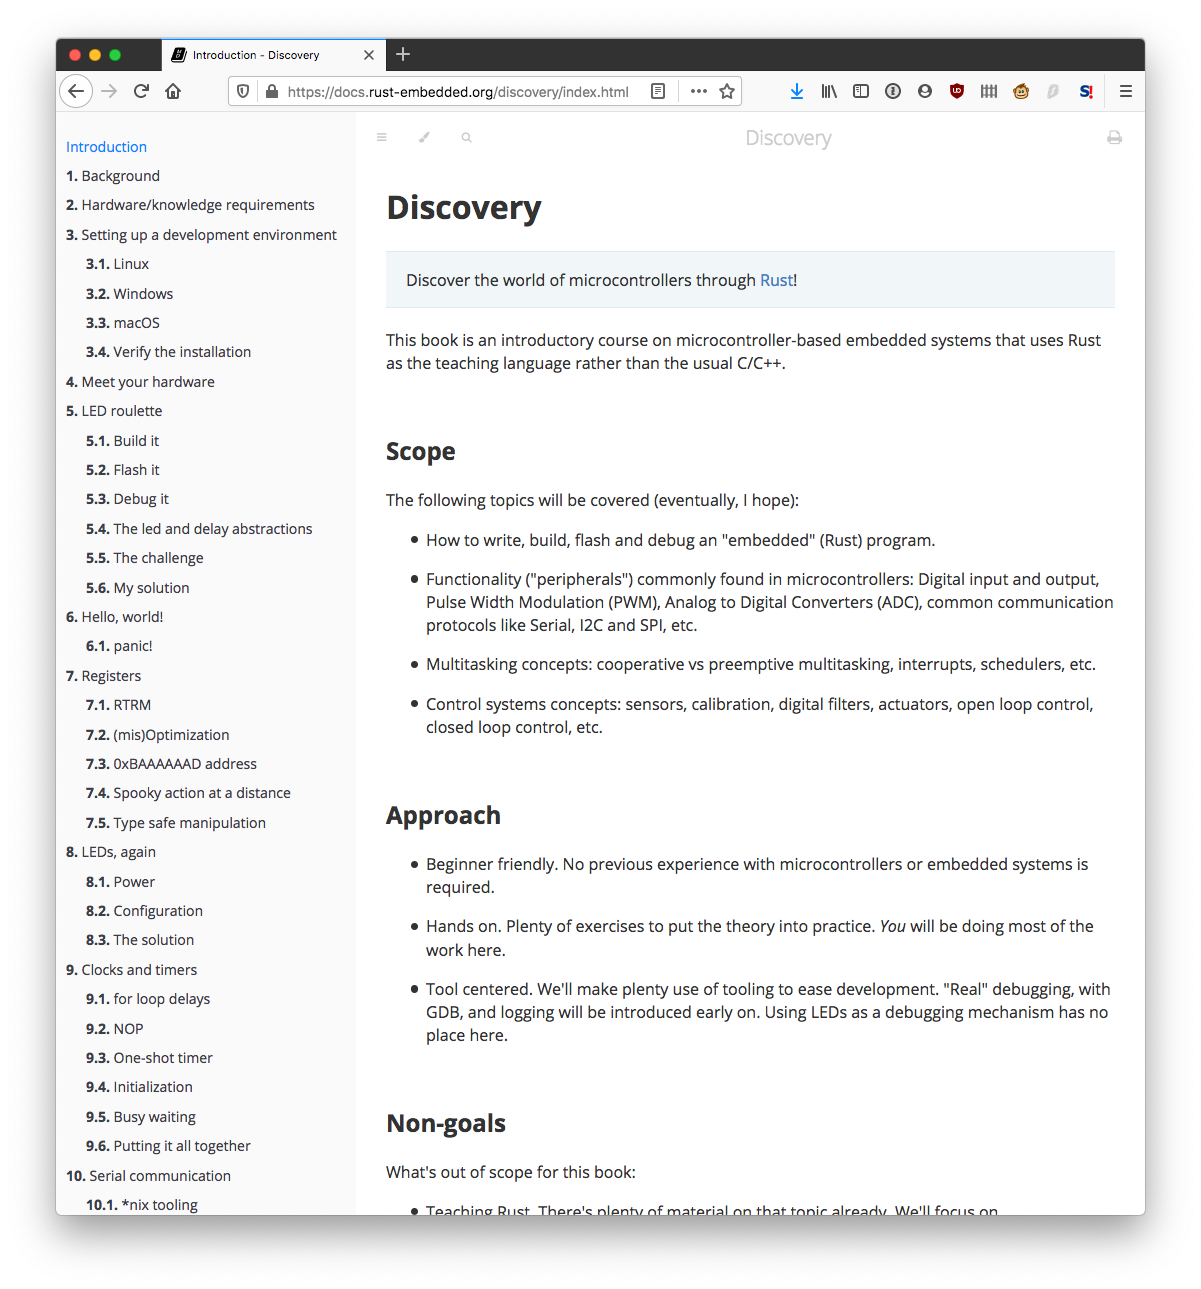 Introduction - Discovery
https://docs.rust-embedded.org/discovery/index.html
Introduction
1. Background
2. Hardware/knowledge requirements
3. Setting up a development environment
3.1. Linux
3.2. Windows
3.3. macOS
3.4. Verify the installation
4. Meet your hardware
5. LED roulette
5.1. Build it
5.2. Flash it
5.3. Debug it
5.4. The led and delay abstractions
5.5. The challenge
5.6. My solution
6. Hello, world!
6.1. panic!
7. Registers
7.1. RTRM
7.2. (mis)Optimization
7.3. 0xBAAAAAAD address
7.4. Spooky action at a distance
7.5. Type safe manipulation
8. LEDs, again
8.1. Power
8.2. Configuration
8.3. The solution
9. Clocks and timers
9.1. for loop delays
9.2. NOP
9.3. One-shot timer
9.4. Initialization
9.5. Busy waiting
9.6. Putting it all together
10. Serial communication
10.1. *nix tooling
Discovery
Discovery
Discover the world of microcontrollers through Rust!
This book is an introductory course on microcontroller-based embedded systems that uses Rust
as the teaching language rather than the usual C/C++.
Scope
The following topics will be covered (eventually, I hope):
• How to write, build, flash and debug an "embedded" (Rust) program.
• Functionality ("peripherals") commonly found in microcontrollers: Digital input and output,
Pulse Width Modulation (PWM), Analog to Digital Converters (ADC), common communication
protocols like Serial, I2C and SPI, etc.
• Multitasking concepts: cooperative vs preemptive multitasking, interrupts, schedulers, etc.
• Control systems concepts: sensors, calibration, digital filters, actuators, open loop control,
closed loop control, etc.
Approach
• Beginner friendly. No previous experience with microcontrollers or embedded systems is
required.
• Hands on. Plenty of exercises to put the theory into practice. You will be doing most of the
work here.
• Tool centered. We'll make plenty use of tooling to ease development. "Real" debugging, with
GDB, and logging will be introduced early on. Using LEDs as a debugging mechanism has no
place here.
Non-goals
What's out of scope for this book:
• Teaching Rust. There's plenty of material on that topic already. We'll focus on